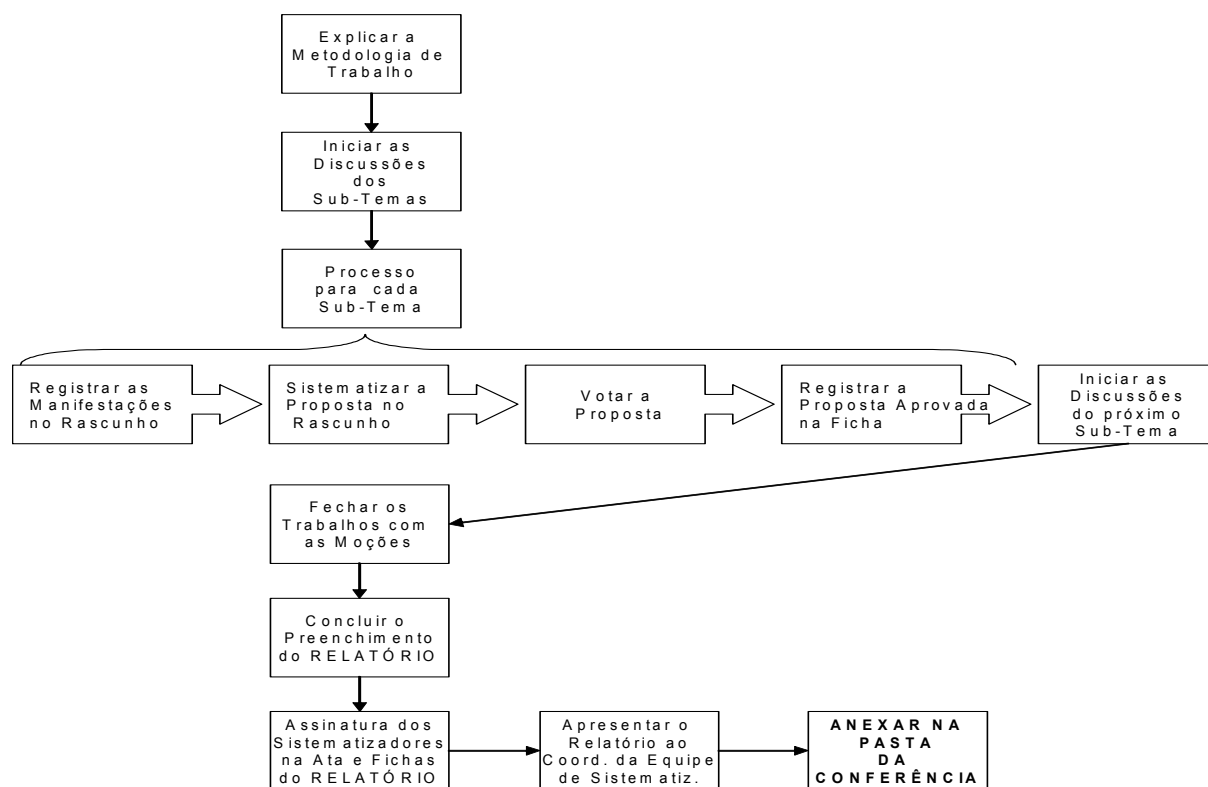 Explicar a
Metodologia de
Trabalho
Iniciar as
Discussões
dos
Sub-Temas
Processo
para cada
Sub-Tema
Registrar as
Manifestações
no Rascunho
Sistematizar a
Proposta no
Rascunho
Votar a
Proposta
Registrar a
Proposta Aprovada
na Ficha
Iniciar as
Discussões
do próximo
Sub-Tema
Fechar os
Trabalhos com
as Moções
Concluir o
Preenchimento
do RELATÓRIO
Assinatura dos
Sistematizadores
na Ata e Fichas
do RELATÓRIO
Apresentar o
Relatório ao
Coord. da Equipe
de Sistematiz.
ANEXAR NA
PASTA
DA
CONFERÊNCIA